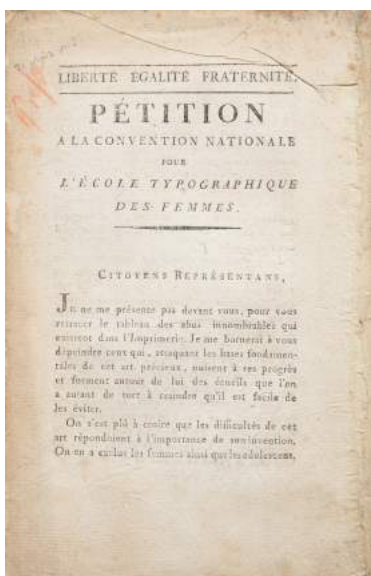 LIBERTÉ ÉGALITÉ FRATERNITÉ.
PÉTITION
A LA CONVENTION NATIONALE
POUR
L'ÉCOLE TYPOGRAPHIQUE
DES FEMMES.
CITOYENS REPRÉSENTANS,
JE ne me présente pas devant vous, pour vous
retracer le tableau des abus innombrables qui
existent dans l'Imprimerie. Je me bornerai à vous
dépeindre ceux qui, attaquant les bases fondamen-
tales de cet art précieux, nuisent à ses progrès
et forment autour de lui des écueils que l'on
a autant de tort à craindre qu'il est facile de
les éviter.
On s'est plû à croire que les difficultés de cet
art répondoient à l'importance de son invention.
On en a exclus les femmes ainsi que les adolescens,